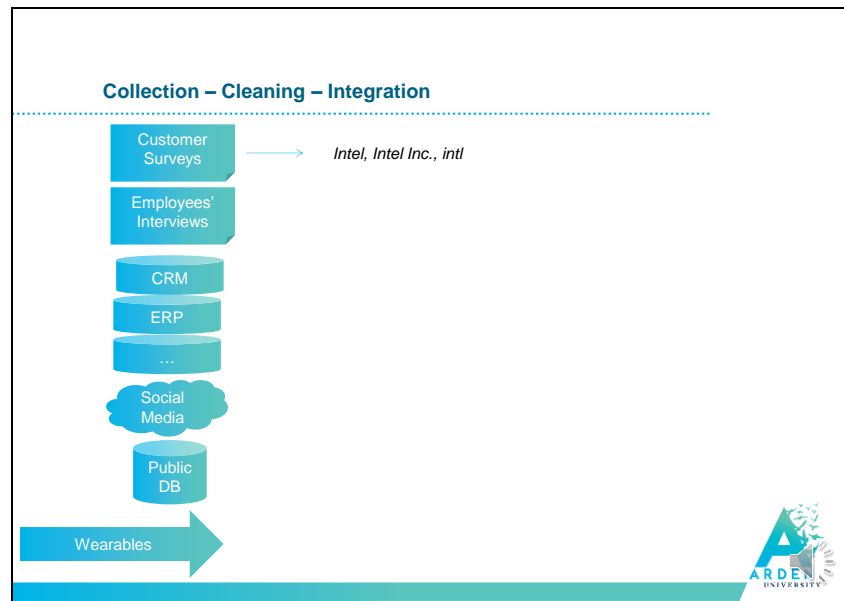 Collection – Cleaning – Integration
Customer
Surveys
Intel, Intel Inc., intl
Employees’
Interviews
CRM
ERP
…
Social
Media
Public
DB
Wearables
ARDEN
UNIVERSITY